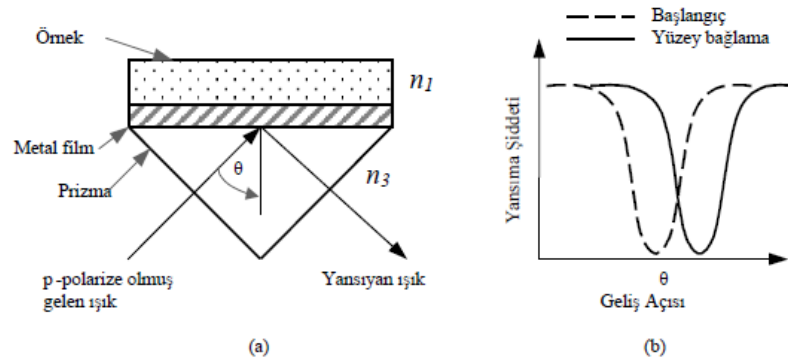 Örnek
n1
Metal film
Prizma
θ
n3
p -polarize olmuş
gelen ışık
Yansıyan ışık
(a)
Başlangıç
Yüzey bağlama
Yansıma Şiddeti
θ
Geliş Açısı
(b)